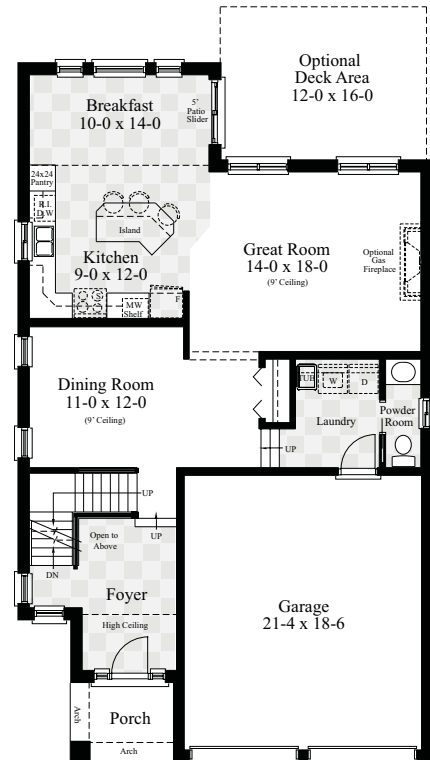 Optional
Deck Area
12-0 x 16-0
Breakfast
10-0 x 14-0
5'
Patio
Slider
24x24
Pantry
R.I.
D/W
Island
Kitchen
9-0 x 12-0
Great Room
14-0 x 18-0
(9' Ceiling)
Optional
Gas
Fireplace
MW
Shelf
F
Dining Room
11-0 x 12-0
(9' Ceiling)
TUB
W
D
Laundry
Powder
Room
UP
UP
UP
Open to
Above
DN
Foyer
High Ceiling
Garage
21-4 x 18-6
Arch
Porch
Arch